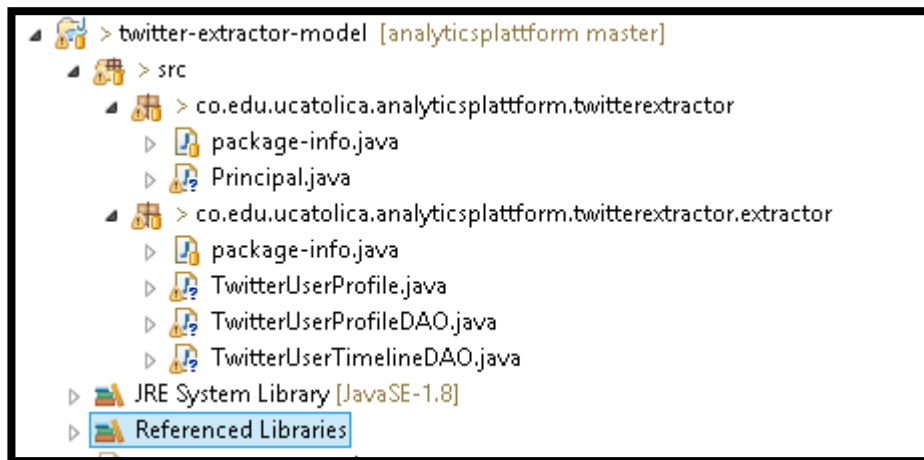 > twitter-extractor-model [analyticsplattform master]
> src
> co.edu.ucatolica.analyticsplattform.twitterextractor
package-info.java
Principal.java
> co.edu.ucatolica.analyticsplattform.twitterextractor.extractor
package-info.java
TwitterUserProfile.java
TwitterUserProfileDAO.java
TwitterUserTimelineDAO.java
JRE System Library [JavaSE-1.8]
Referenced Libraries